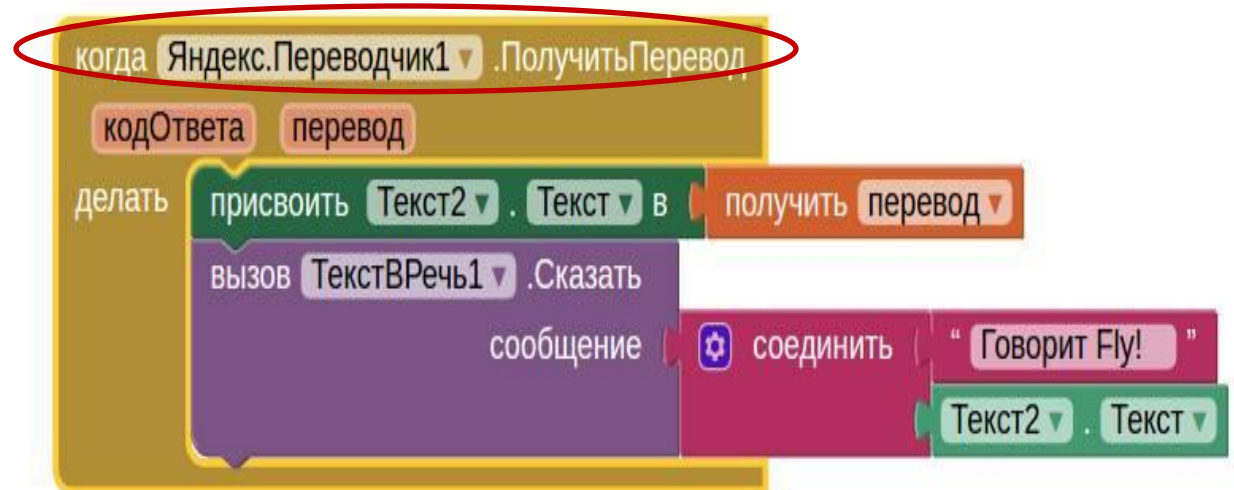 когда Яндекс.Переводчик1 .ПолучитьПеревод
кодОтвета перевод
делать присвоить Текст2 . Текст в получить перевод
вызов ТекстВРечь1 .Сказать
сообщение соединить “ Говорит Fly! ”
Текст2 . Текст